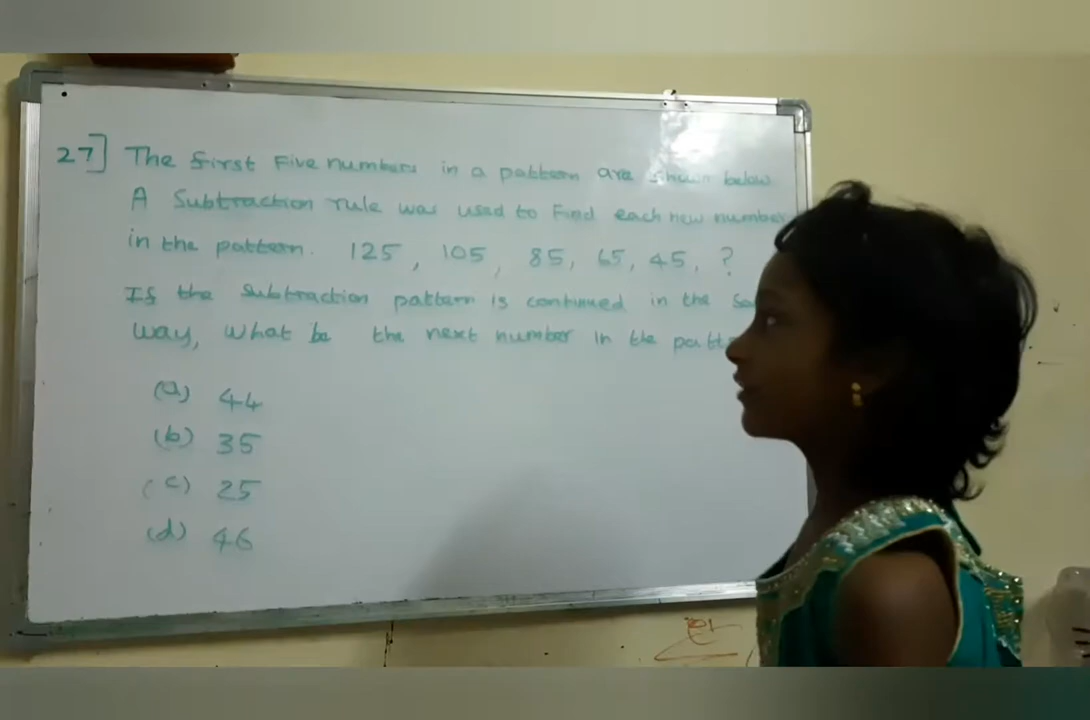 27] The first Five numbers in a pattern are shown below
A Subtraction rule was used to Find each new number
in the pattern. 125, 105, 85, 65, 45, ?
If the Subtraction pattern is continued in the
way, what be the next number in the
(a) 44
(b) 35
(c) 25
(d) 46